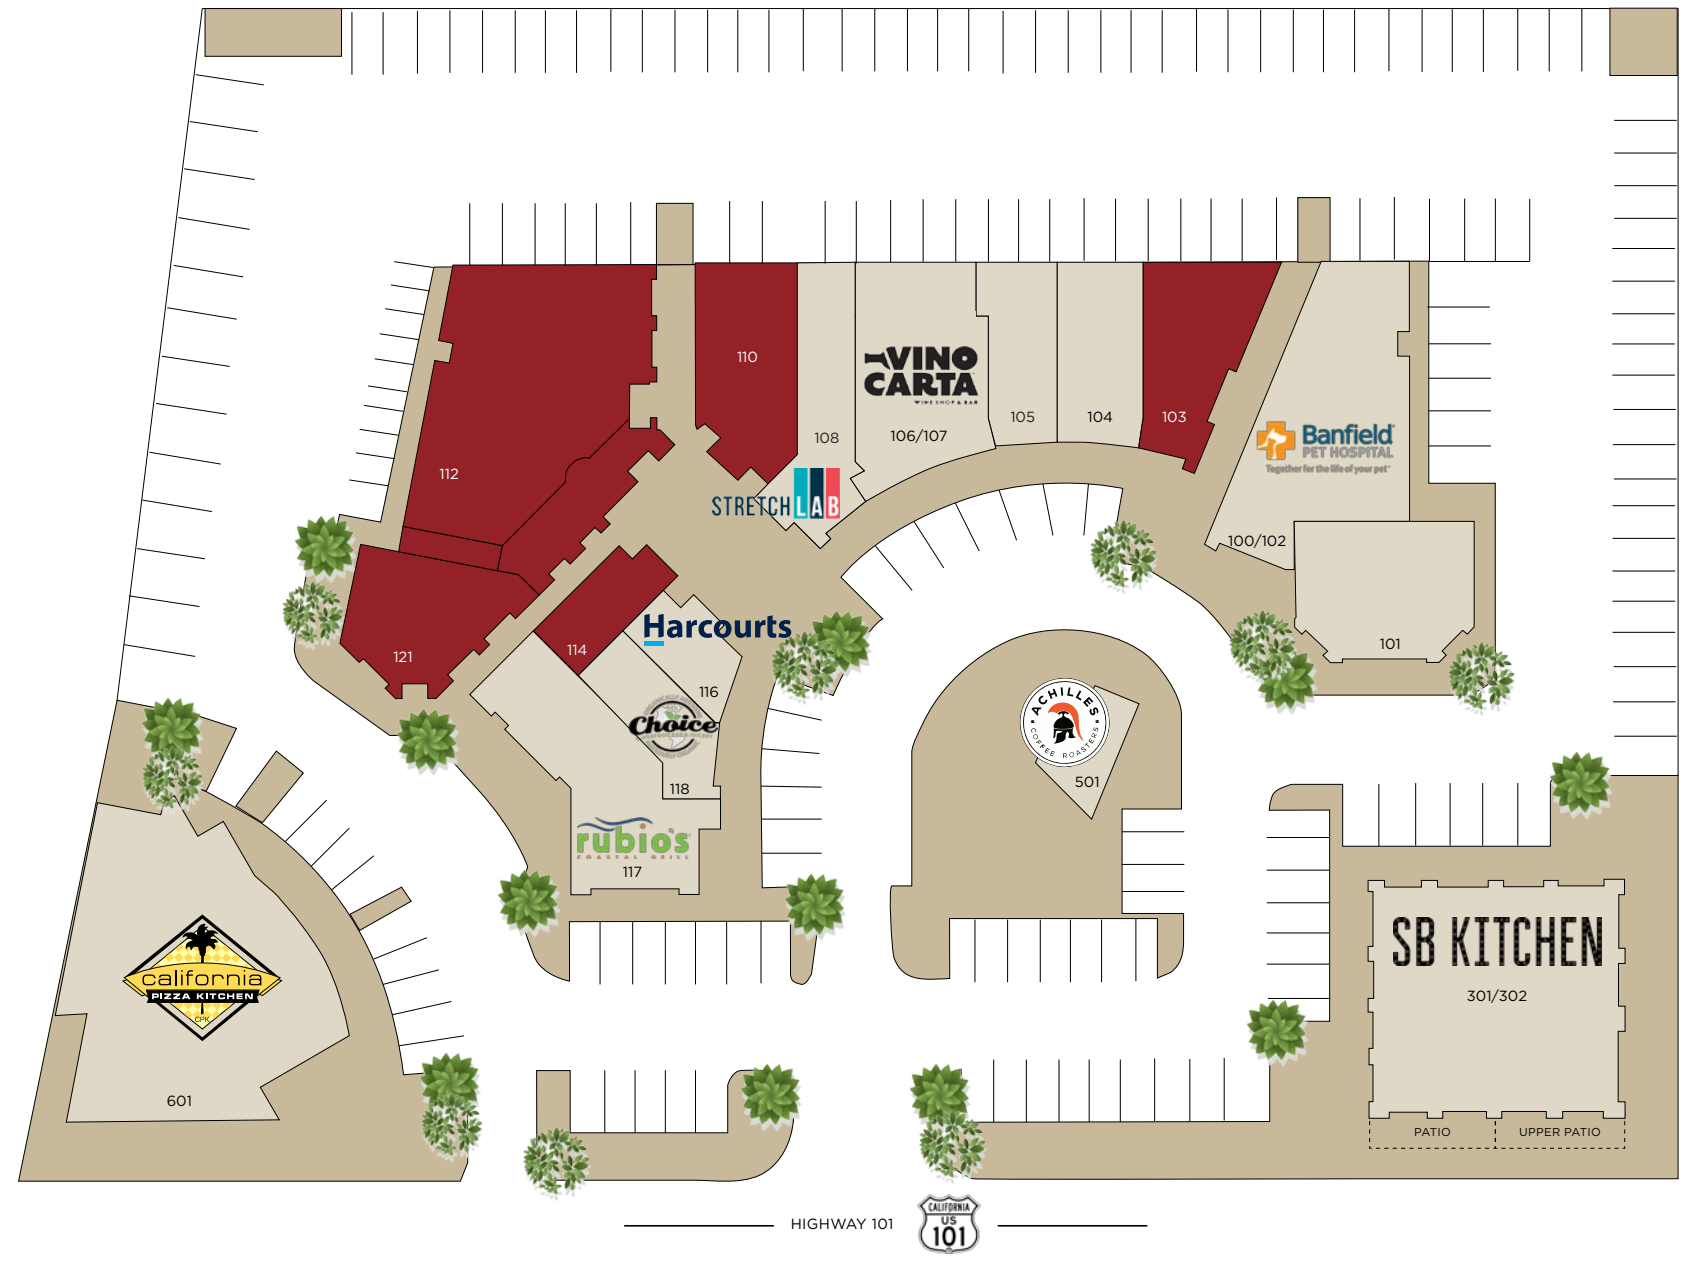 110
VINO
CARTA
WINE SHOP & BAR
105
104
103
108
106/107
Banfield
PET HOSPITAL
Together for the life of your pet
112
STRETCH LAB
100/102
Harcourts
114
121
101
116
Choice
118
ACHILLES
COFFEE ROASTERS
501
rubio's
COASTAL GRILL
117
SB KITCHEN
301/302
california
PIZZA KITCHEN
CPK
601
PATIO
UPPER PATIO
HIGHWAY 101
CALIFORNIA
US
101